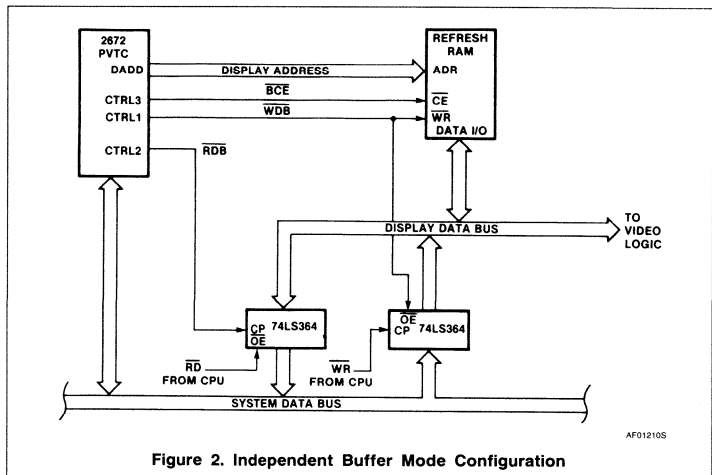 2672
PVTC
DADD
CTRL3
CTRL1
CTRL2
DISPLAY ADDRESS
BCE
WDB
RDB
REFRESH
RAM
ADR
CE
WR
DATA I/O
DISPLAY DATA BUS
TO
VIDEO
LOGIC
CP 74LS364
OE
OE
CP 74LS364
RD
FROM CPU
WR
FROM CPU
SYSTEM DATA BUS
AF01210S
Figure 2. Independent Buffer Mode Configuration